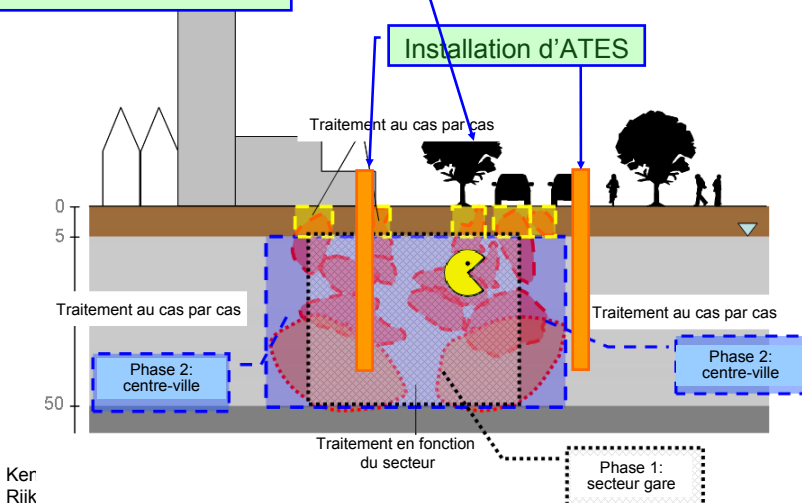 Installation d'ATES
Traitement au cas par cas
0
5
Traitement au cas par cas
Traitement au cas par cas
Phase 2:
centre-ville
Phase 2:
centre-ville
50
Traitement en fonction
du secteur
Phase 1:
secteur gare